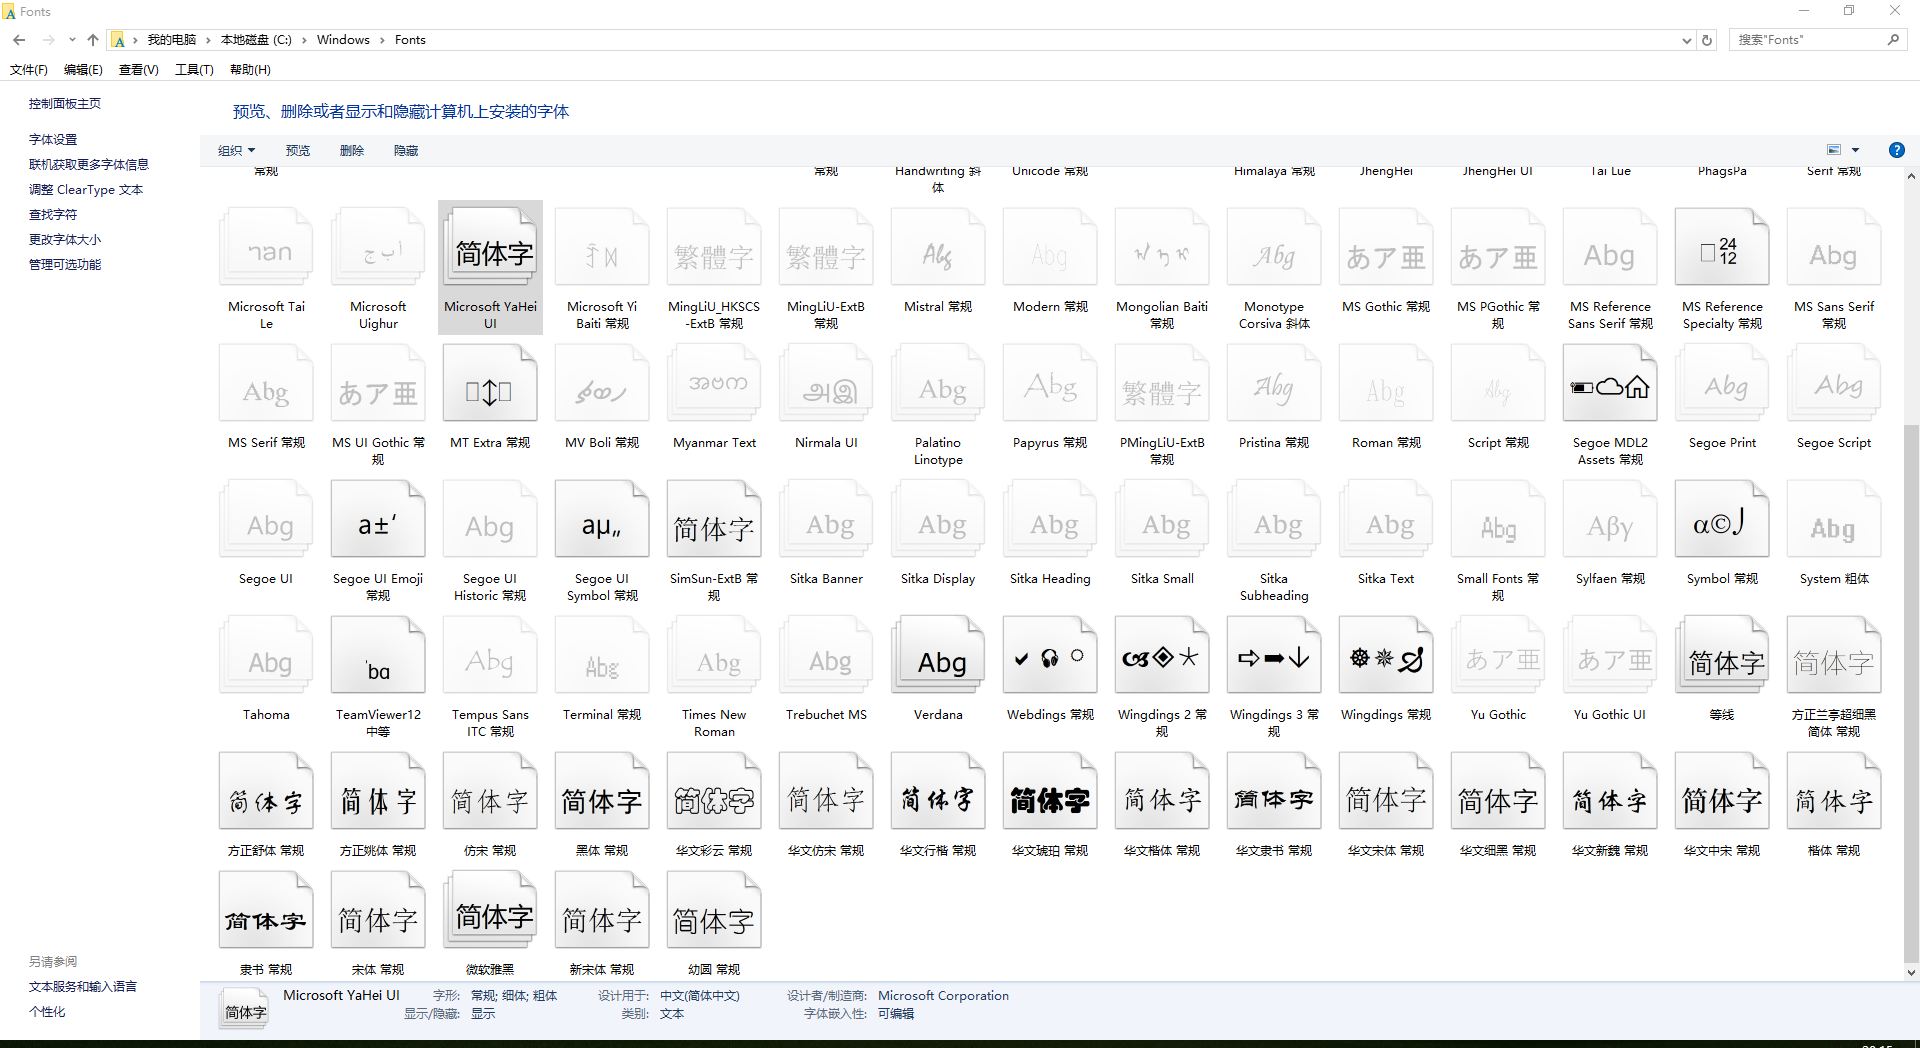 Fonts
我的电脑 本地磁盘 (C:) Windows Fonts
搜索"Fonts"
文件(F) 编辑(E) 查看(V) 工具(T) 帮助(H)
控制面板主页
字体设置
联机获取更多字体信息
调整 ClearType 文本
查找字符
更改字体大小
管理可选功能
预览、删除或者显示和隐藏计算机上安装的字体
组织 预览 删除 隐藏
常规 常规 Handwriting 斜体 Unicode 常规 Himalaya 常规 JhengHei JhengHei UI Tai Lue PhagsPa Serif 常规
简体字 繁體字 繁體字 Abg Abg Abg あア亜 あア亜 Abg 24 12 Abg
Microsoft Tai Le
Microsoft Uighur
Microsoft YaHei UI
Microsoft Yi Baiti 常规
MingLiU_HKSCS-ExtB 常规
MingLiU-ExtB 常规
Mistral 常规
Modern 常规
Mongolian Baiti 常规
Monotype Corsiva 斜体
MS Gothic 常规
MS PGothic 常规
MS Reference Sans Serif 常规
MS Reference Specialty 常规
MS Sans Serif 常规
Abg あア亜 Abg Abg 繁體字 Abg Abg Abg Abg Abg
MS Serif 常规
MS UI Gothic 常规
MT Extra 常规
MV Boli 常规
Myanmar Text
Nirmala UI
Palatino Linotype
Papyrus 常规
PMingLiU-ExtB 常规
Pristina 常规
Roman 常规
Script 常规
Segoe MDL2 Assets 常规
Segoe Print
Segoe Script
Abg a±‘ Abg aµ„ 简体字 Abg Abg Abg Abg Abg Abg Abg Αβγ α©⌡ Abg
Segoe UI
Segoe UI Emoji 常规
Segoe UI Historic 常规
Segoe UI Symbol 常规
SimSun-ExtB 常规
Sitka Banner
Sitka Display
Sitka Heading
Sitka Small
Sitka Subheading
Sitka Text
Small Fonts 常规
Sylfaen 常规
Symbol 常规
System 粗体
Abg Abg Abg Abg Abg Abg あア亜 あア亜 简体字 简体字
Tahoma
TeamViewer12 中等
Tempus Sans ITC 常规
Terminal 常规
Times New Roman
Trebuchet MS
Verdana
Webdings 常规
Wingdings 2 常规
Wingdings 3 常规
Wingdings 常规
Yu Gothic
Yu Gothic UI
等线
方正兰亭超细黑简体 常规
简体字 简体字 简体字 简体字 简体字 简体字 简体字 简体字 简体字 简体字 简体字 简体字 简体字 简体字 简体字
方正舒体 常规 方正姚体 常规 仿宋 常规 黑体 常规 华文彩云 常规 华文仿宋 常规 华文行楷 常规 华文琥珀 常规 华文楷体 常规 华文隶书 常规 华文宋体 常规 华文细黑 常规 华文新魏 常规 华文中宋 常规 楷体 常规
简体字 简体字 简体字 简体字 简体字
隶书 常规 宋体 常规 微软雅黑 新宋体 常规 幼圆 常规
另请参阅
文本服务和输入语言
个性化
简体字
Microsoft YaHei UI 字形: 常规; 细体; 粗体 设计用于: 中文(简体中文) 设计者/制造商: Microsoft Corporation
显示/隐藏: 显示 类别: 文本 字体嵌入性: 可编辑